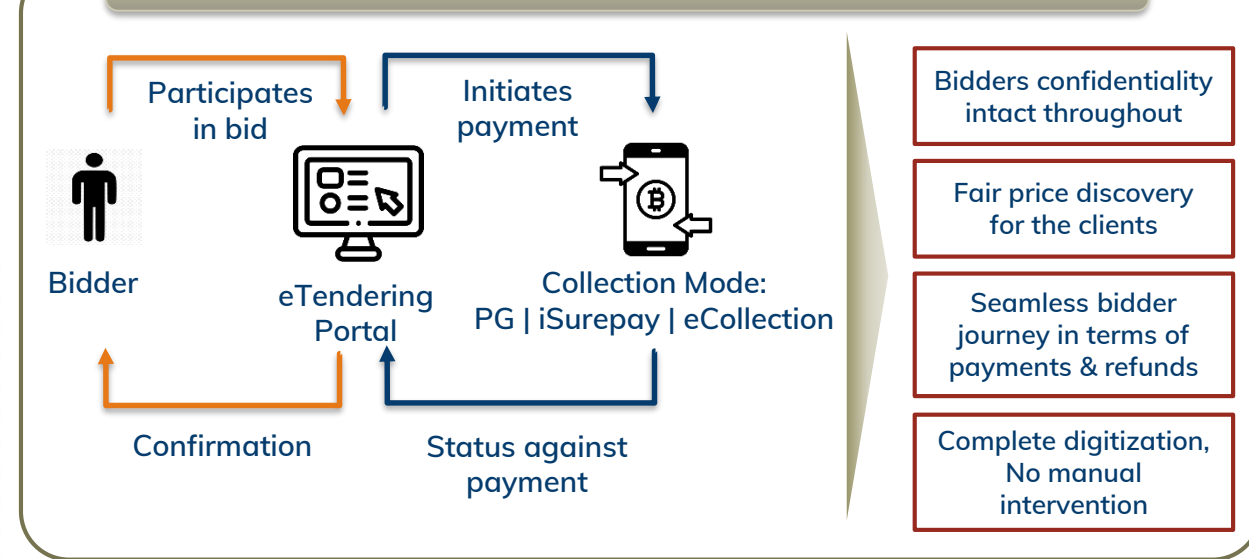 Participates
in bid
Initiates
payment
Bidder
eTendering
Portal
Collection Mode:
PG | iSurepay | eCollection
Confirmation
Status against
payment
Bidders confidentiality
intact throughout
Fair price discovery
for the clients
Seamless bidder
journey in terms of
payments & refunds
Complete digitization,
No manual
intervention